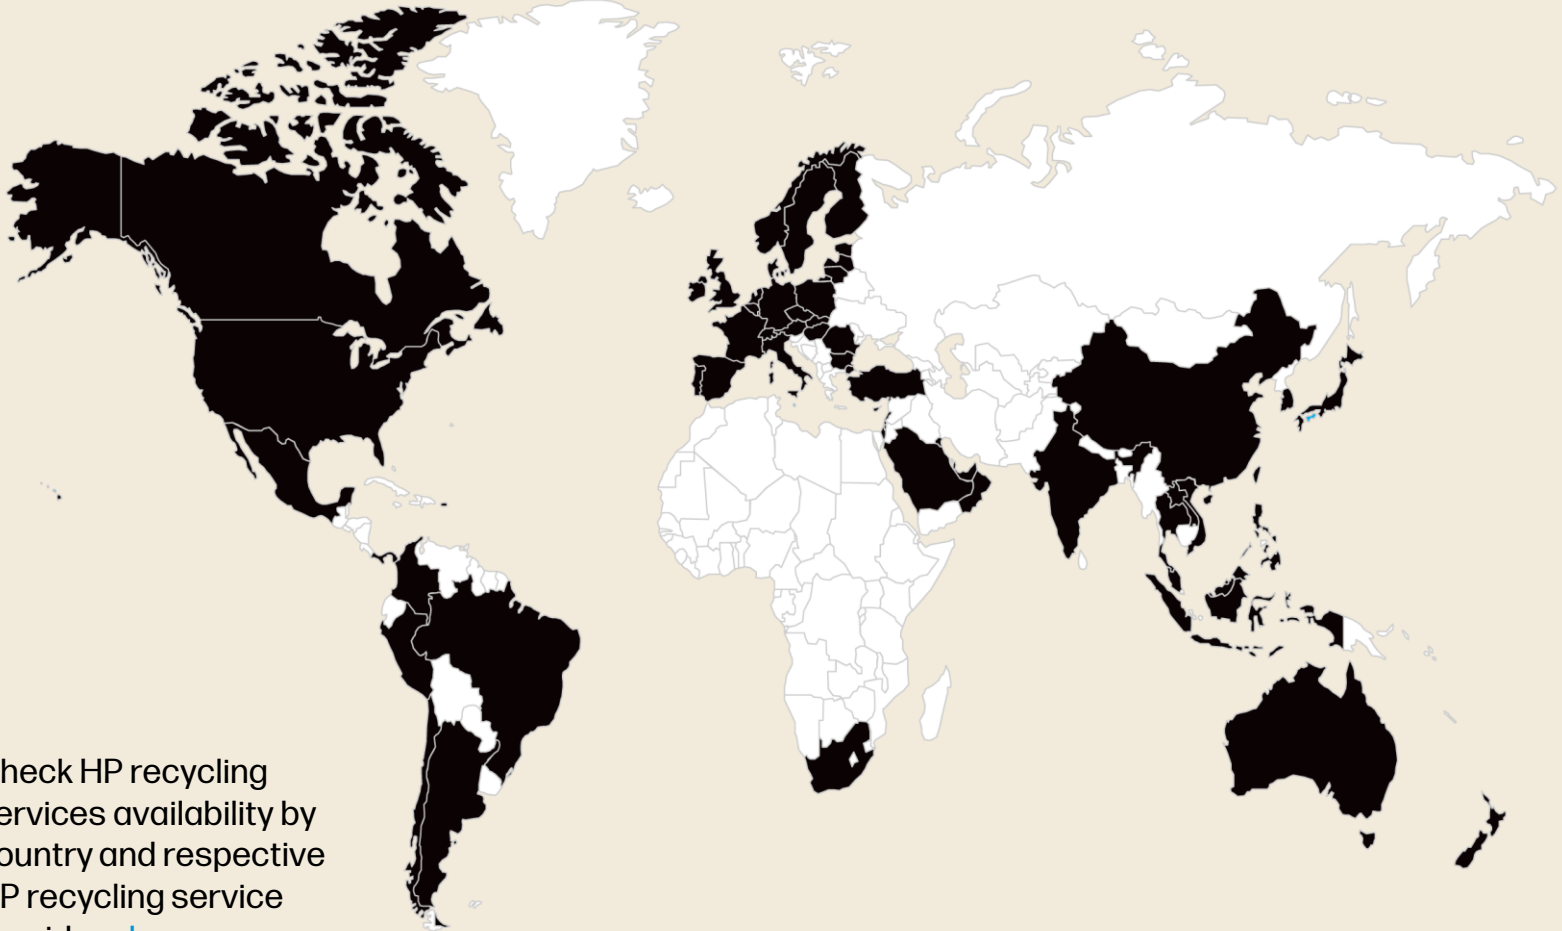 heck HP recycling
ervices availability by
ountry and respective
P recycling service